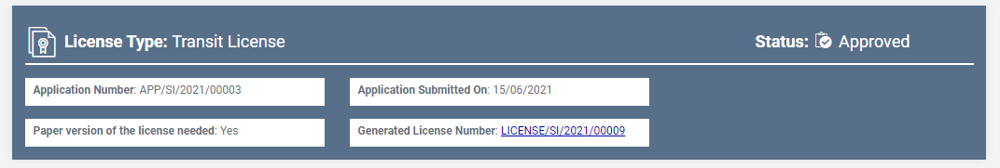 License Type: Transit License
Status: Approved
Application Number: APP/SI/2021/00003
Application Submitted On: 15/06/2021
Paper version of the license needed: Yes
Generated License Number: LICENSE/SI/2021/00009